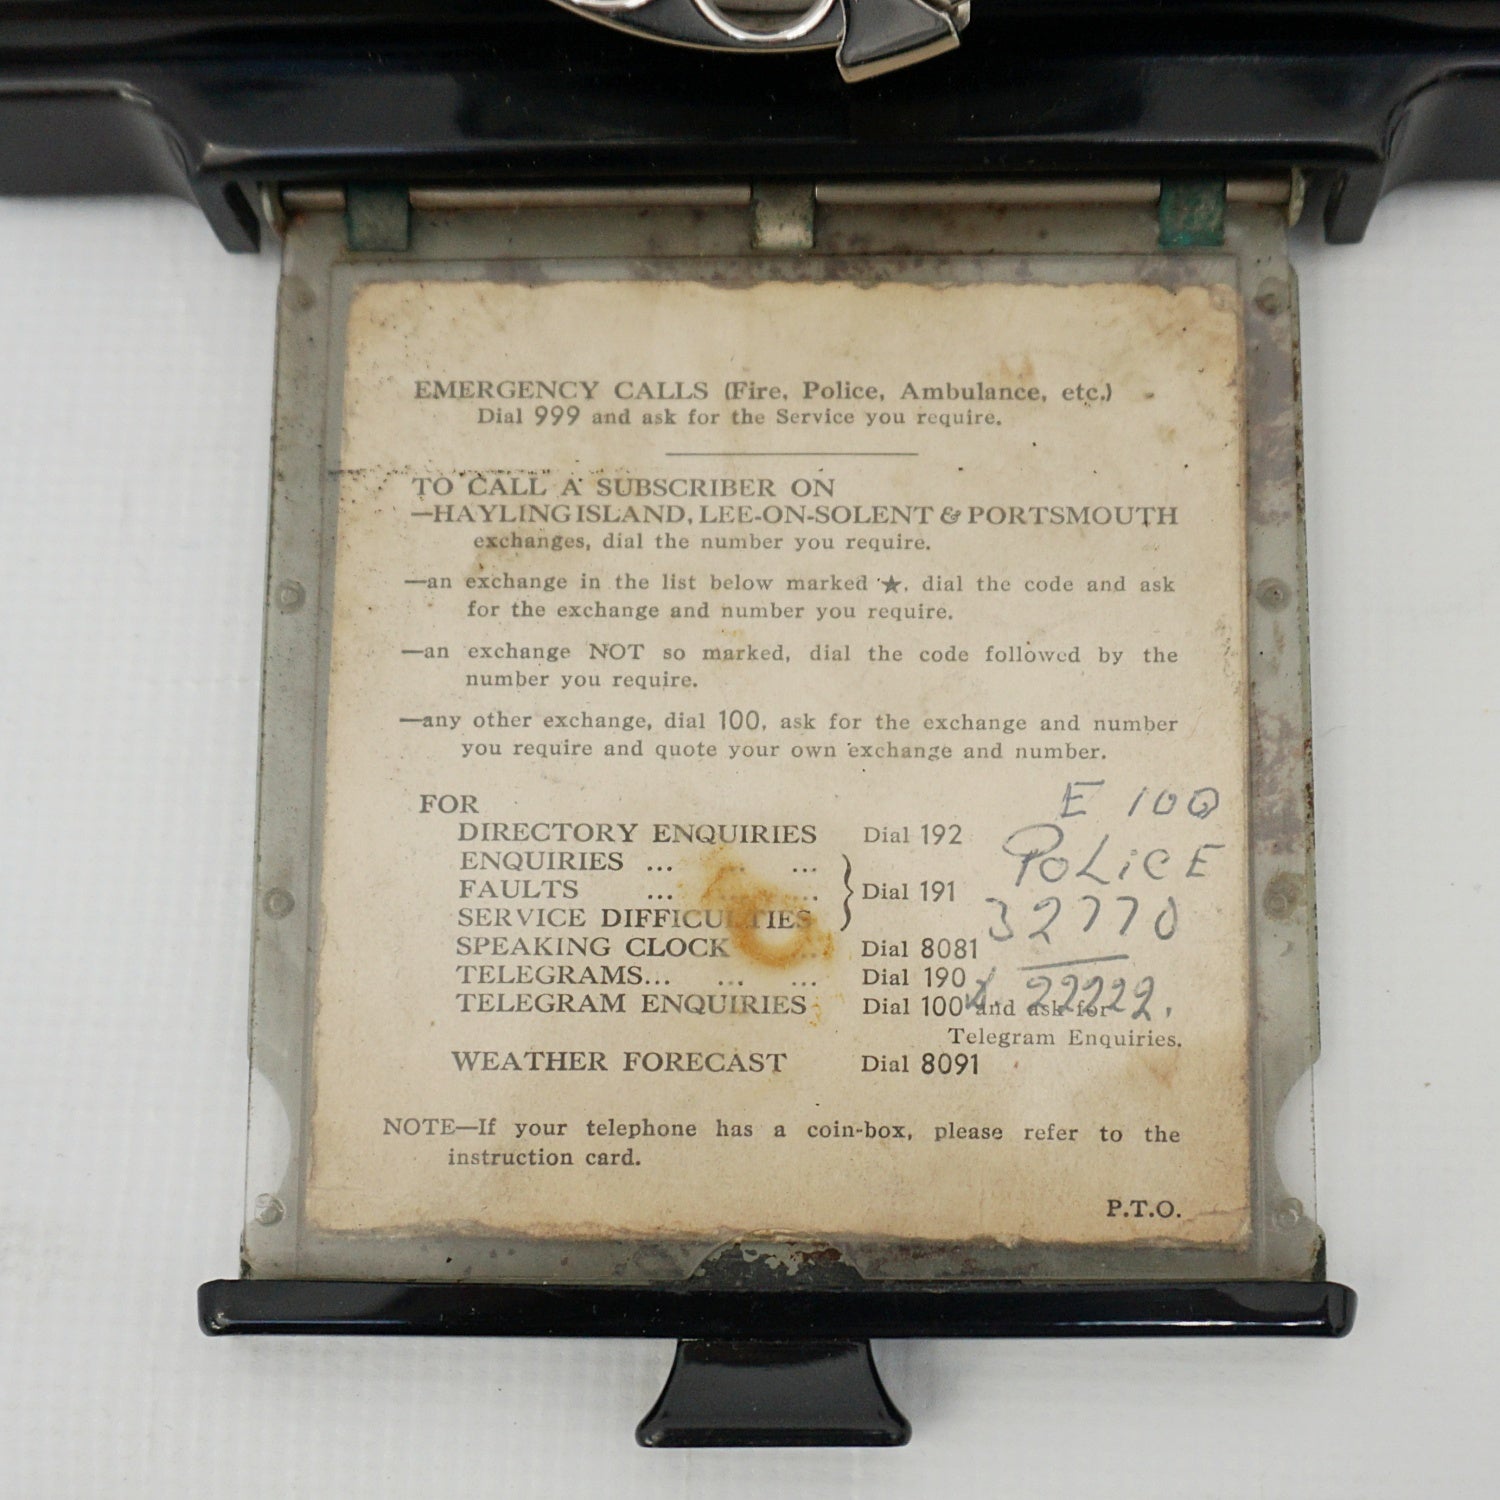 EMERGENCY CALLS (Fire, Police, Ambulance, etc.)
Dial 999 and ask for the Service you require.
TO CALL A SUBSCRIBER ON
—HAYLING ISLAND, LEE-ON-SOLENT & PORTSMOUTH
exchanges, dial the number you require.
—an exchange in the list below marked ★, dial the code and ask
for the exchange and number you require.
—an exchange NOT so marked, dial the code followed by the
number you require.
—any other exchange, dial 100, ask for the exchange and number
you require and quote your own exchange and number.
E 100
FOR
DIRECTORY ENQUIRIES Dial 192
POLiCE
ENQUIRIES ... ...
FAULTS ... ... } Dial 191
32770
SERVICE DIFFICULTIES
SPEAKING CLOCK ... Dial 8081
TELEGRAMS... ... ... Dial 190
22222.
TELEGRAM ENQUIRIES Dial 100 and ask for
Telegram Enquiries.
WEATHER FORECAST Dial 8091
NOTE—If your telephone has a coin-box, please refer to the
instruction card.
P.T.O.